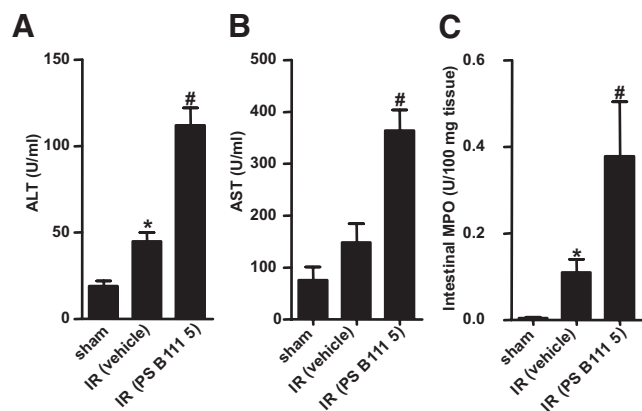 A
ALT (U/ml)
150
100
50
0
*
#
sham
IR (vehicle)
IR (PS B111 5)
B
AST (U/ml)
500
400
300
200
100
0
#
sham
IR (vehicle)
IR (PS B111 5)
C
Intestinal MPO (U/100 mg tissue)
0.6
0.4
0.2
0.0
*
#
sham
IR (vehicle)
IR (PS B111 5)